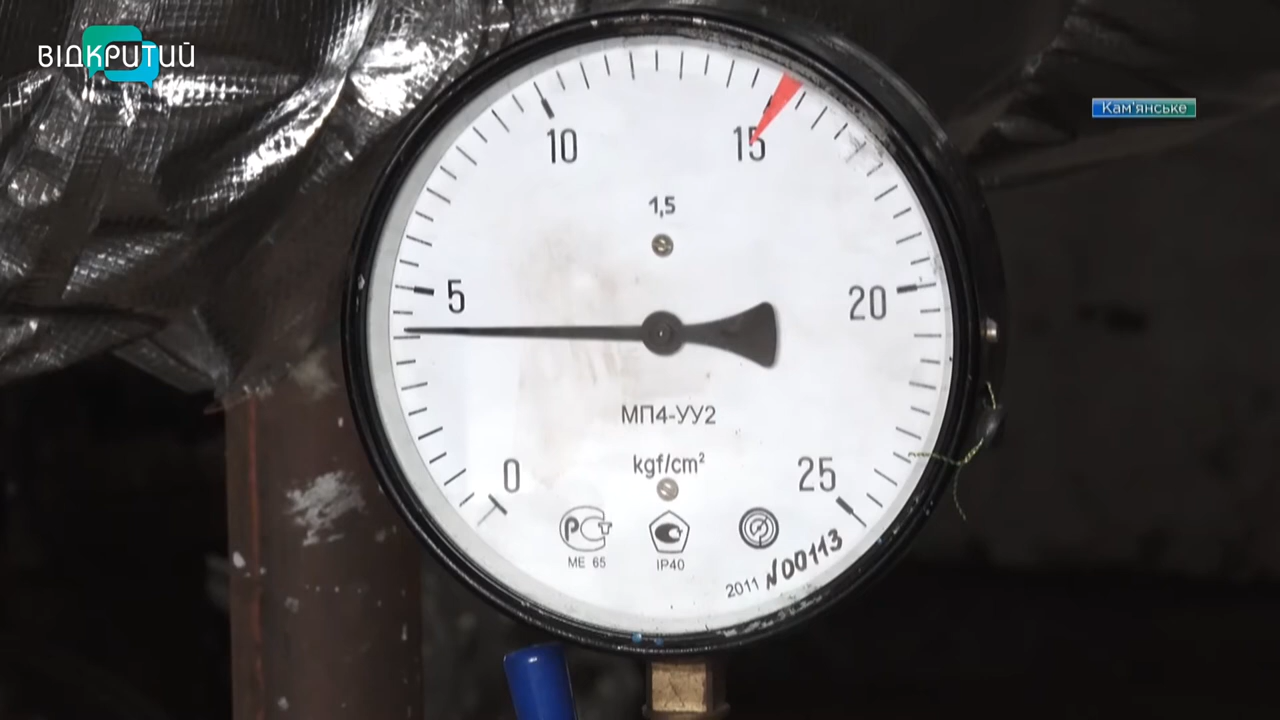 ВІДКРИТИЙ
Кам'янське
10
15
1,5
5
20
МП4-УУ2
kgf/cm²
0
25
РСТ
МЕ 65
IP40
2011 №00113